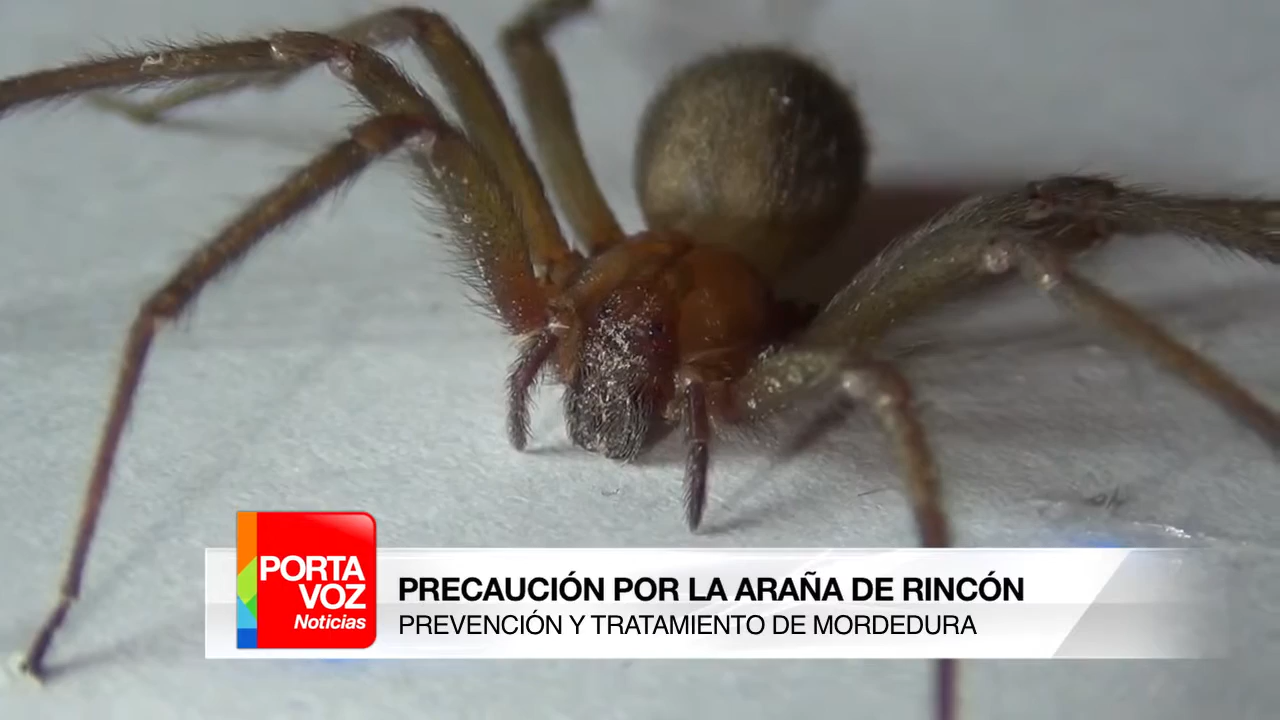 PORTA
VOZ
Noticias
PRECAUCIÓN POR LA ARAÑA DE RINCÓN
PREVENCIÓN Y TRATAMIENTO DE MORDEDURA